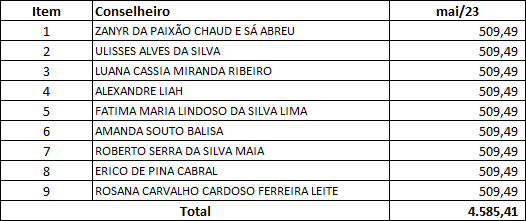 Item Conselheiro mai/23
1 ZANYR DA PAIXÃO CHAUD E SÁ ABREU 509,49
2 ULISSES ALVES DA SILVA 509,49
3 LUANA CASSIA MIRANDA RIBEIRO 509,49
4 ALEXANDRE LIAH 509,49
5 FATIMA MARIA LINDOSO DA SILVA LIMA 509,49
6 AMANDA SOUTO BALISA 509,49
7 ROBERTO SERRA DA SILVA MAIA 509,49
8 ERICO DE PINA CABRAL 509,49
9 ROSANA CARVALHO CARDOSO FERREIRA LEITE 509,49
Total 4.585,41